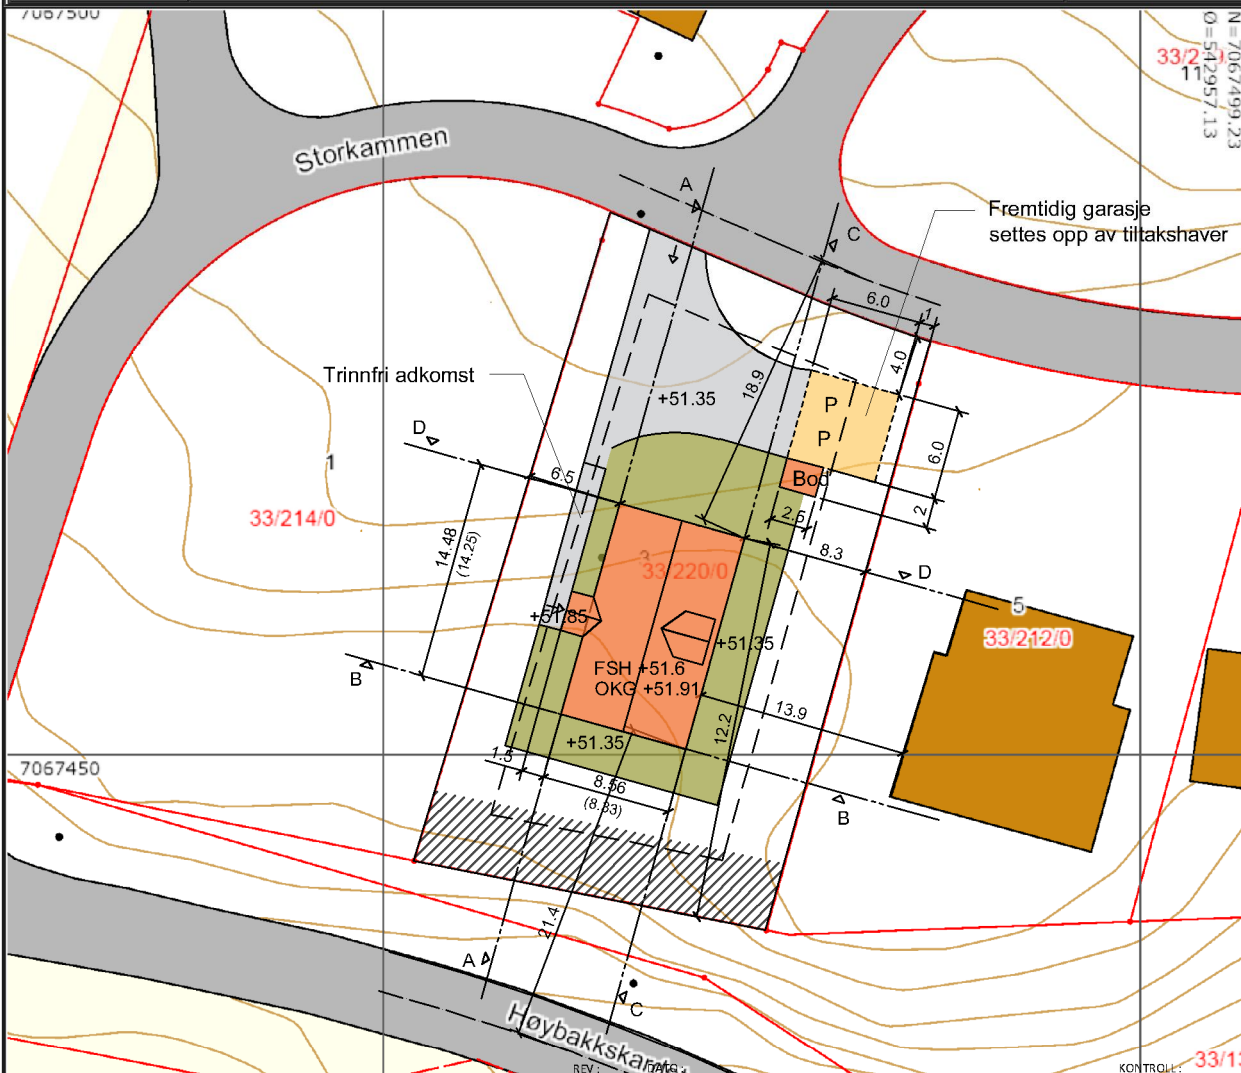 7067500
N=7067499.23
Ø=542957.13
33/2
11
Storkammen
A
C
Fremtidig garasje
settes opp av tiltakshaver
6.0
1
4.0
18.9
Trinnfri adkomst
+51.35
P
P
D
6.0
1
6.5
Bod
2
2.5
33/214/0
14.48
(14.25)
8.3
3
33/220/0
D
5
33/212/0
+51.85
+51.35
B
FSH +51.6
OKG +51.91
13.9
12.2
+51.35
7067450
1.5
8.56
(8.33)
B
21.4
A
C
Høybakkskar
REV :
DATO :
KONTROLL :
33/13